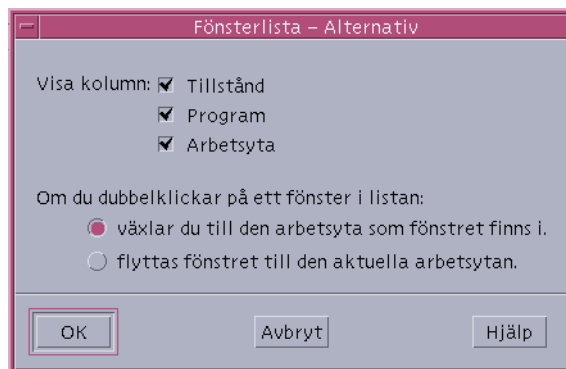 Fönsterlista – Alternativ
Visa kolumn: Tillstånd
Program
Arbetsyta
Om du dubbelklickar på ett fönster i listan:
växlar du till den arbetsyta som fönstret finns i.
flyttas fönstret till den aktuella arbetsytan.
OK Avbryt Hjälp